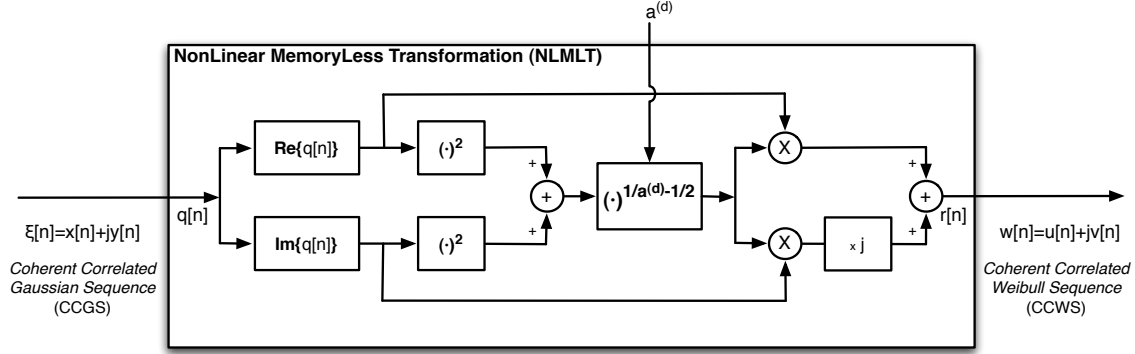 a(d)
NonLinear MemoryLess Transformation (NLMLT)
Re{q[n]}
(·)2
X
+
+
q[n]
+
(·)1/a(d)-1/2
+
r[n]
ξ[n]=x[n]+jy[n]
Coherent Correlated
Gaussian Sequence
(CCGS)
Im{q[n]}
(·)2
+
X
x j
+
w[n]=u[n]+jv[n]
Coherent Correlated
Weibull Sequence
(CCWS)